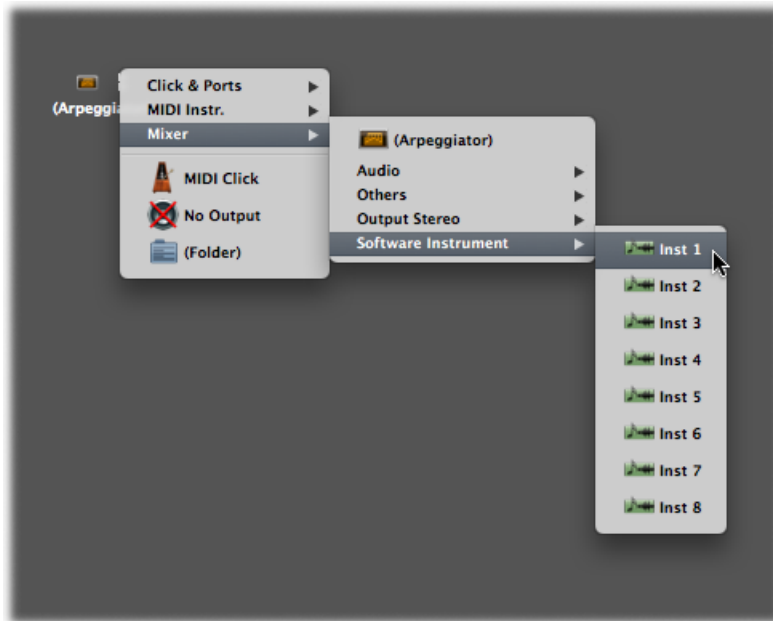 (Arpeggia
Click & Ports
MIDI Instr.
Mixer
MIDI Click
No Output
(Folder)
(Arpeggiator)
Audio
Others
Output Stereo
Software Instrument
Inst 1
Inst 2
Inst 3
Inst 4
Inst 5
Inst 6
Inst 7
Inst 8